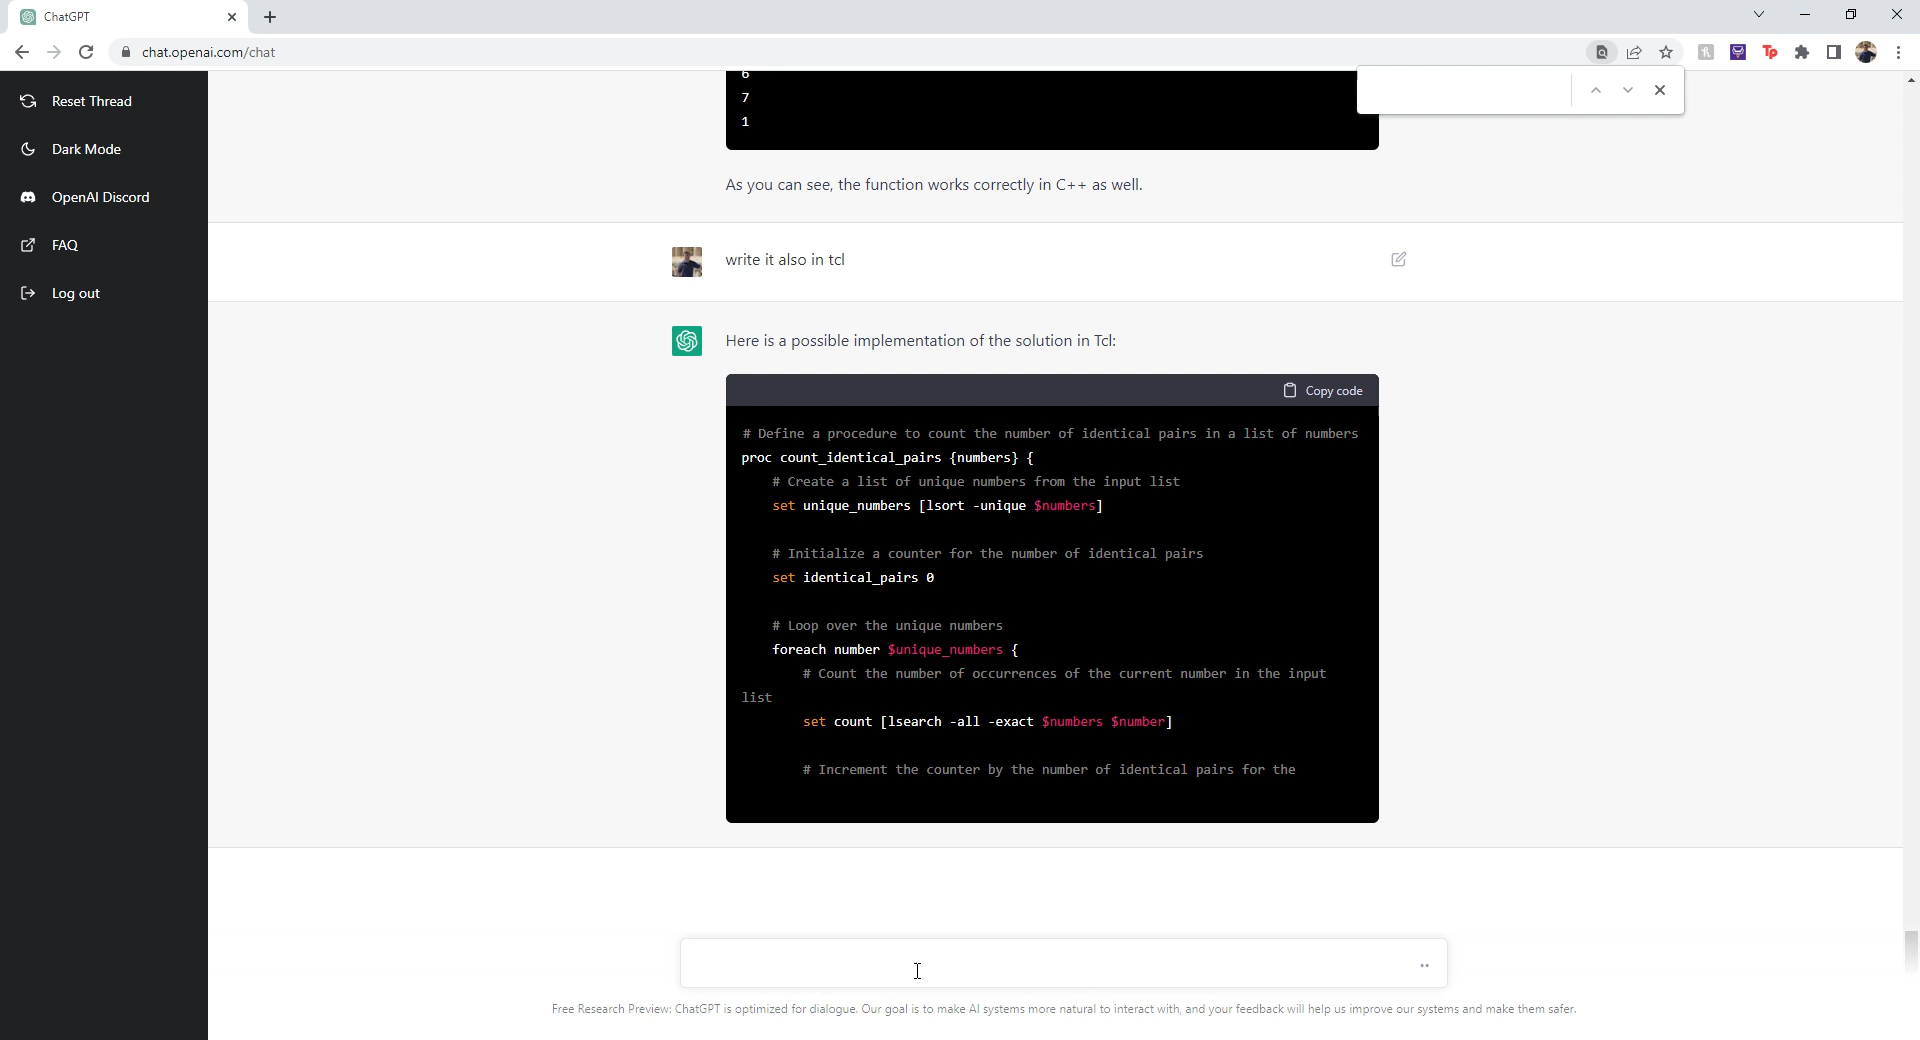 ChatGPT
chat.openai.com/chat
Tp
Reset Thread
Dark Mode
OpenAI Discord
FAQ
Log out
6
7
1
As you can see, the function works correctly in C++ as well.
write it also in tcl
Here is a possible implementation of the solution in Tcl:
Copy code
# Define a procedure to count the number of identical pairs in a list of numbers
proc count_identical_pairs {numbers} {
# Create a list of unique numbers from the input list
set unique_numbers [lsort -unique $numbers]
# Initialize a counter for the number of identical pairs
set identical_pairs 0
# Loop over the unique numbers
foreach number $unique_numbers {
# Count the number of occurrences of the current number in the input
list
set count [lsearch -all -exact $numbers $number]
# Increment the counter by the number of identical pairs for the
Free Research Preview: ChatGPT is optimized for dialogue. Our goal is to make AI systems more natural to interact with, and your feedback will help us improve our systems and make them safer.